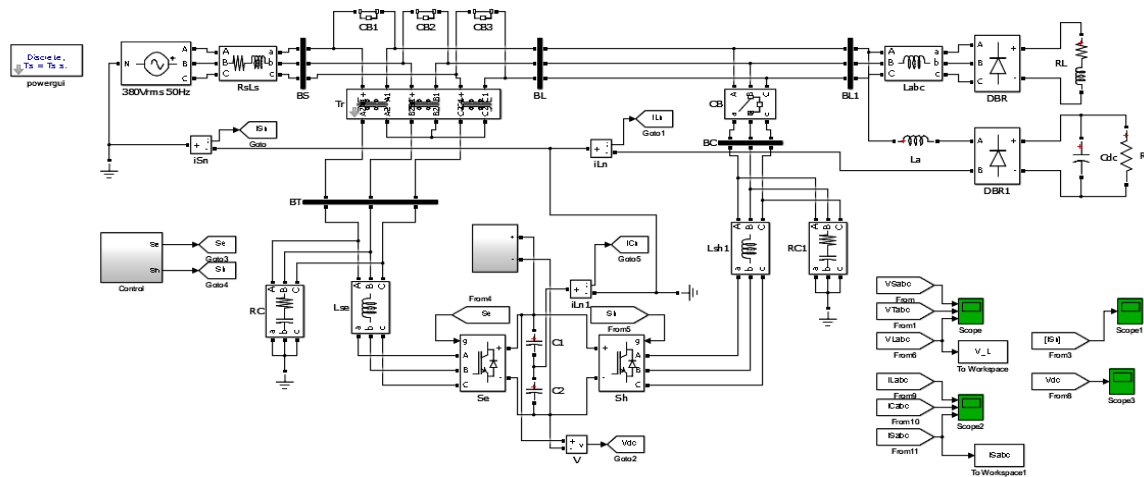 CB1
CB2
CB3
Discrete,
Ts = Ts s.
powergui
N
A
B
C
380Vrms 50Hz
A
B
C
a
b
c
RsLs
BS
Tr
BL
BL1
A
B
C
a
b
c
Labc
A
B
C
+
-
DBR
RL
ISn
Goto
iSn
ILn
Goto1
iLn
A
B
C
a
b
c
CB
BC
La
A
B
+
-
DBR1
Cdc
R
BT
Control
Se
Sh
Se
Goto3
Sh
Goto4
A
B
C
a
b
c
RC
A
B
C
a
b
c
Lse
+
-
ICn
Goto5
iLn1
A
B
C
a
b
c
Lsh1
A
B
C
a
b
c
RC1
From4
Se
g
A
B
C
+
-
Se
C1
C2
Sh
From5
g
A
B
C
+
-
Sh
+
-
v
V
Vdc
Goto2
VSabc
From
VTabc
From1
VLabc
From6
Scope
V_L
To Workspace
ILabc
From9
ICabc
From10
ISabc
From11
Scope2
ISabc
To Workspace1
[ISn]
From3
Scope1
Vdc
From8
Scope3